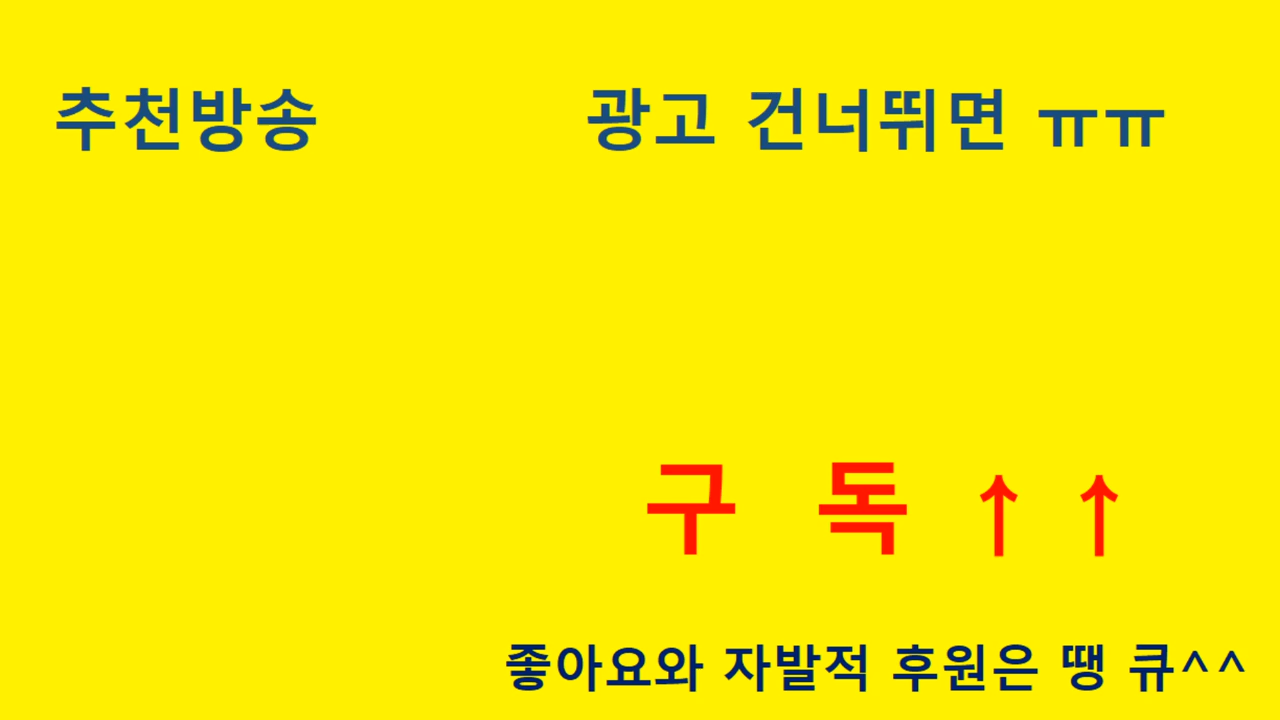 추천방송
광고 건너뛰면 ㅠㅠ
구 독 ↑ ↑
좋아요와 자발적 후원은 땡 큐^^